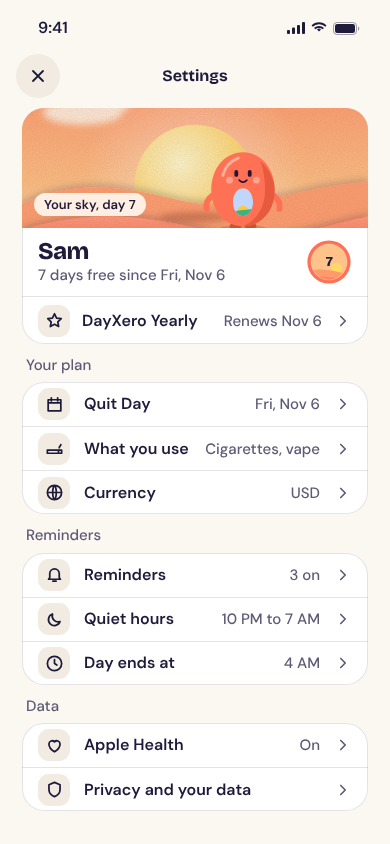 9:41
Settings
Your sky, day 7
Sam
7 days free since Fri, Nov 6
7
DayXero Yearly Renews Nov 6
Your plan
Quit Day Fri, Nov 6
What you use Cigarettes, vape
Currency USD
Reminders
Reminders 3 on
Quiet hours 10 PM to 7 AM
Day ends at 4 AM
Data
Apple Health On
Privacy and your data